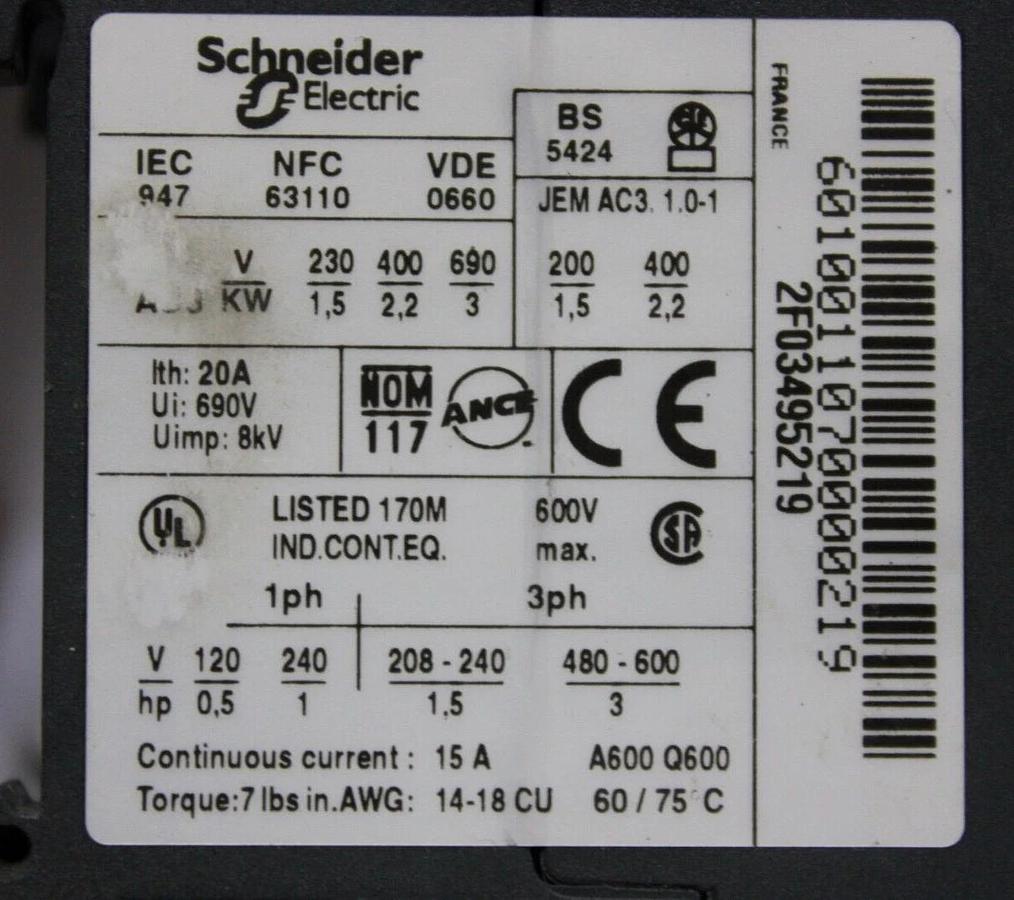 Schneider
Electric
BS
5424
IEC NFC VDE
947 63110 0660
JEM AC3. 1.0-1
V 230 400 690 200 400
KW 1,5 2,2 3 1,5 2,2
Ith: 20A
Ui: 690V
Uimp: 8kV
NOM
117
ANCE
CE
UL
LISTED 170M 600V
IND.CONT.EQ. max.
SA
1ph 3ph
V 120 240 208 - 240 480 - 600
hp 0,5 1 1,5 3
Continuous current : 15 A A600 Q600
Torque:7 lbs in.AWG: 14-18 CU 60 / 75°C
FRANCE
2F03495219
601001107000000219